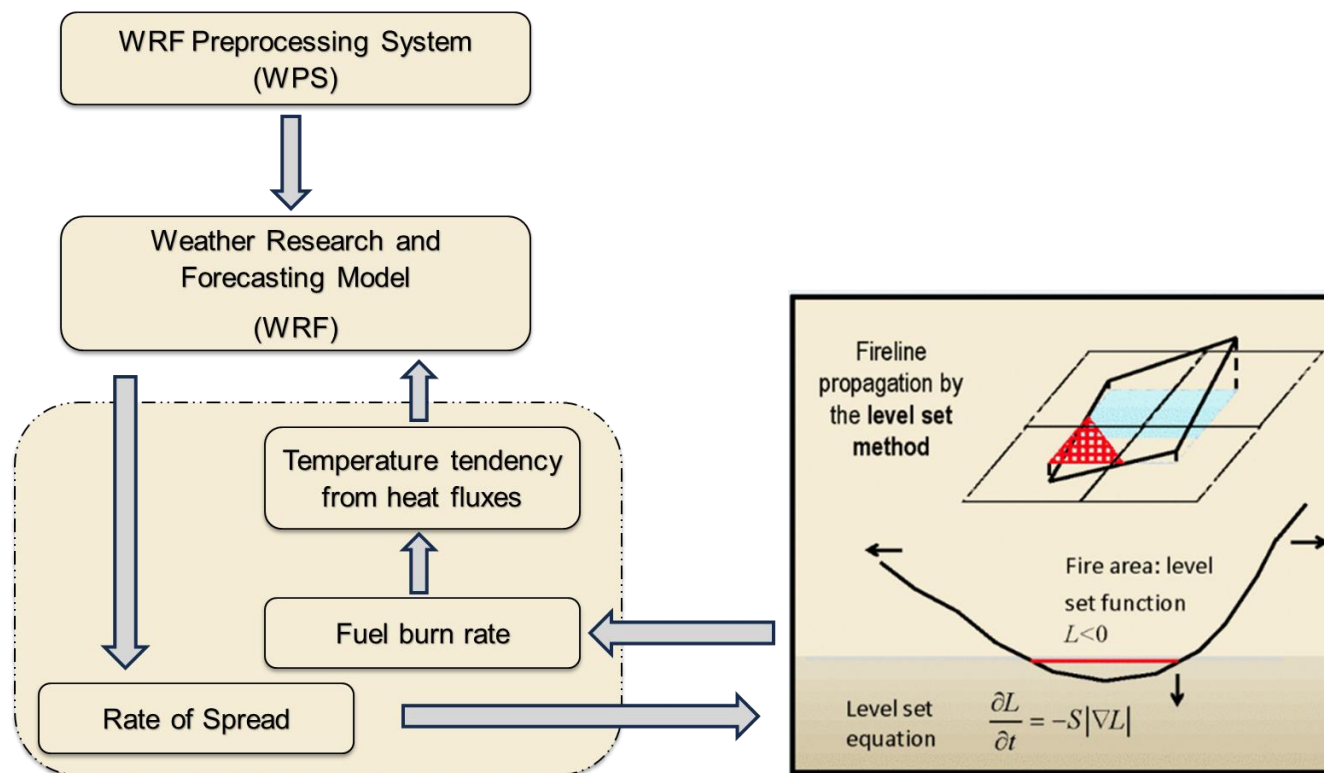 WRF Preprocessing System
(WPS)
Weather Research and
Forecasting Model
(WRF)
Temperature tendency
from heat fluxes
Fuel burn rate
Rate of Spread
Fireline
propagation by
the level set
method
Fire area: level
set function
L<0
Level set
equation
∂L/∂t = −S|∇L|